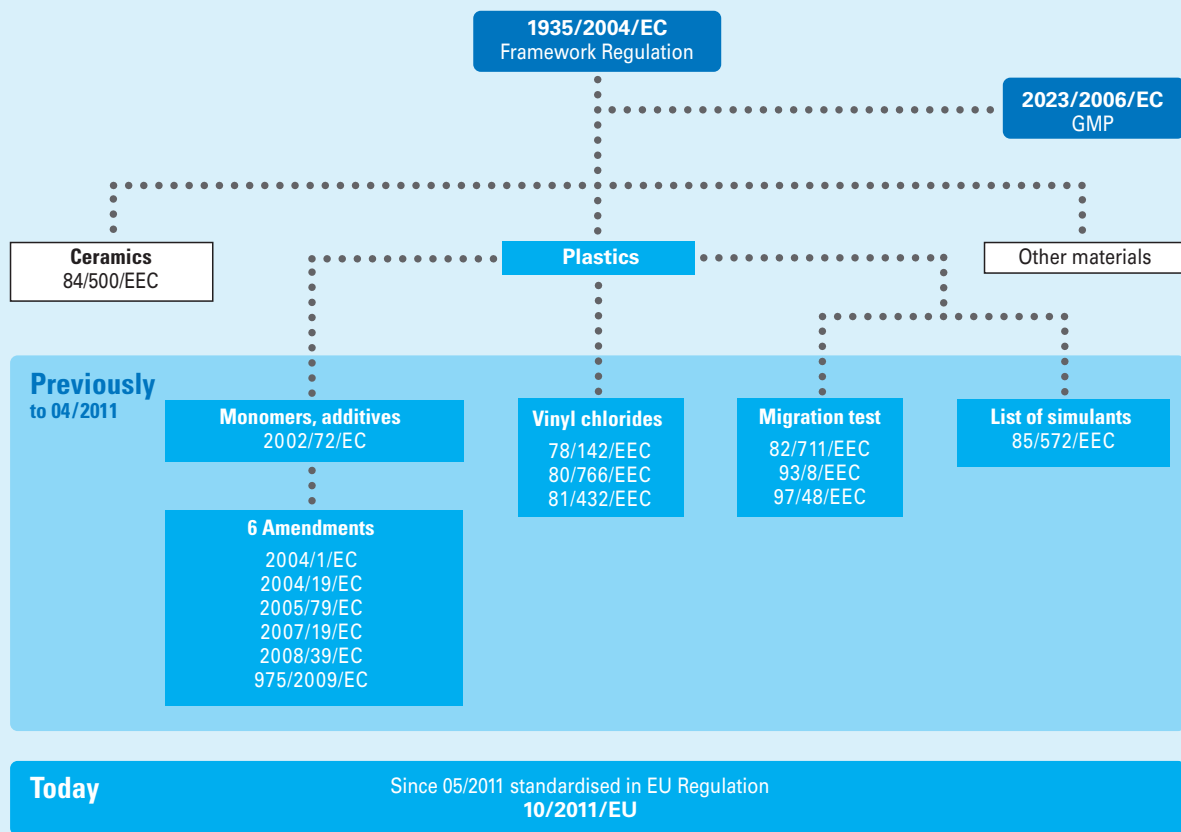 1935/2004/EC
Framework Regulation
2023/2006/EC
GMP
Ceramics
84/500/EEC
Plastics
Other materials
Previously
to 04/2011
Monomers, additives
2002/72/EC
6 Amendments
2004/1/EC
2004/19/EC
2005/79/EC
2007/19/EC
2008/39/EC
975/2009/EC
Vinyl chlorides
78/142/EEC
80/766/EEC
81/432/EEC
Migration test
82/711/EEC
93/8/EEC
97/48/EEC
List of simulants
85/572/EEC
Today
Since 05/2011 standardised in EU Regulation
10/2011/EU